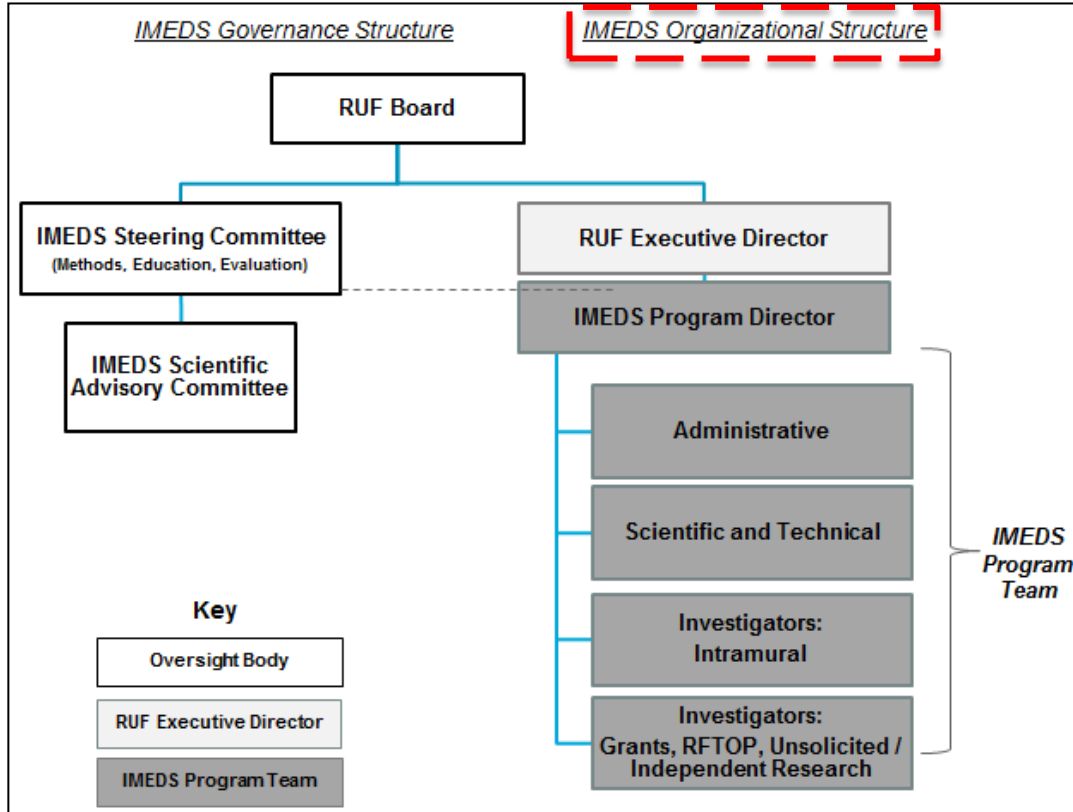 IMEDS Governance Structure
IMEDS Organizational Structure
RUF Board
IMEDS Steering Committee
(Methods, Education, Evaluation)
RUF Executive Director
IMEDS Program Director
IMEDS Scientific
Advisory Committee
Administrative
Scientific and Technical
IMEDS
Program
Team
Investigators:
Intramural
Investigators:
Grants, RFTOP, Unsolicited /
Independent Research
Key
Oversight Body
RUF Executive Director
IMEDS Program Team